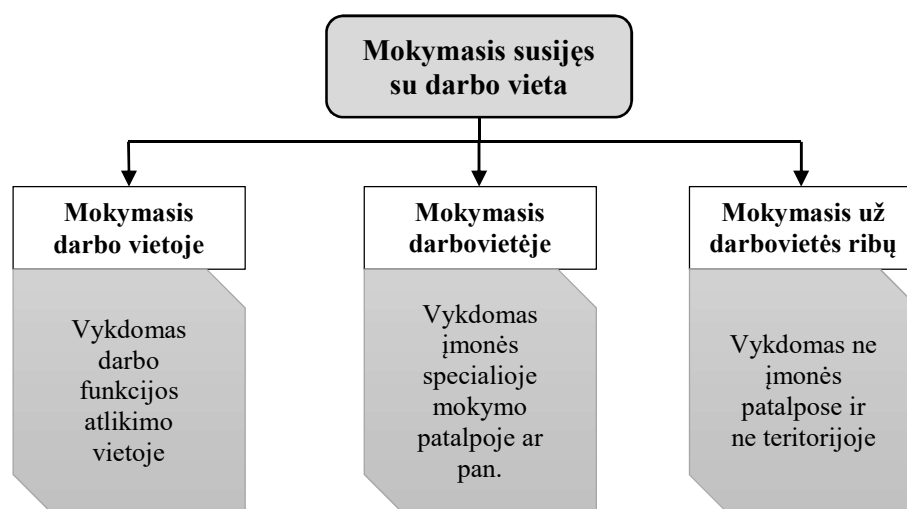 Mokymasis susijęs
su darbo vieta
Mokymasis
darbo vietoje
Vykdomas
darbo
funkcijos
atlikimo
vietoje
Mokymasis
darbovietėje
Vykdomas
įmonės
specialioje
mokymo
patalpoje ar
pan.
Mokymasis už
darbovietės ribų
Vykdomas ne
įmonės
patalpose ir
ne teritorijoje